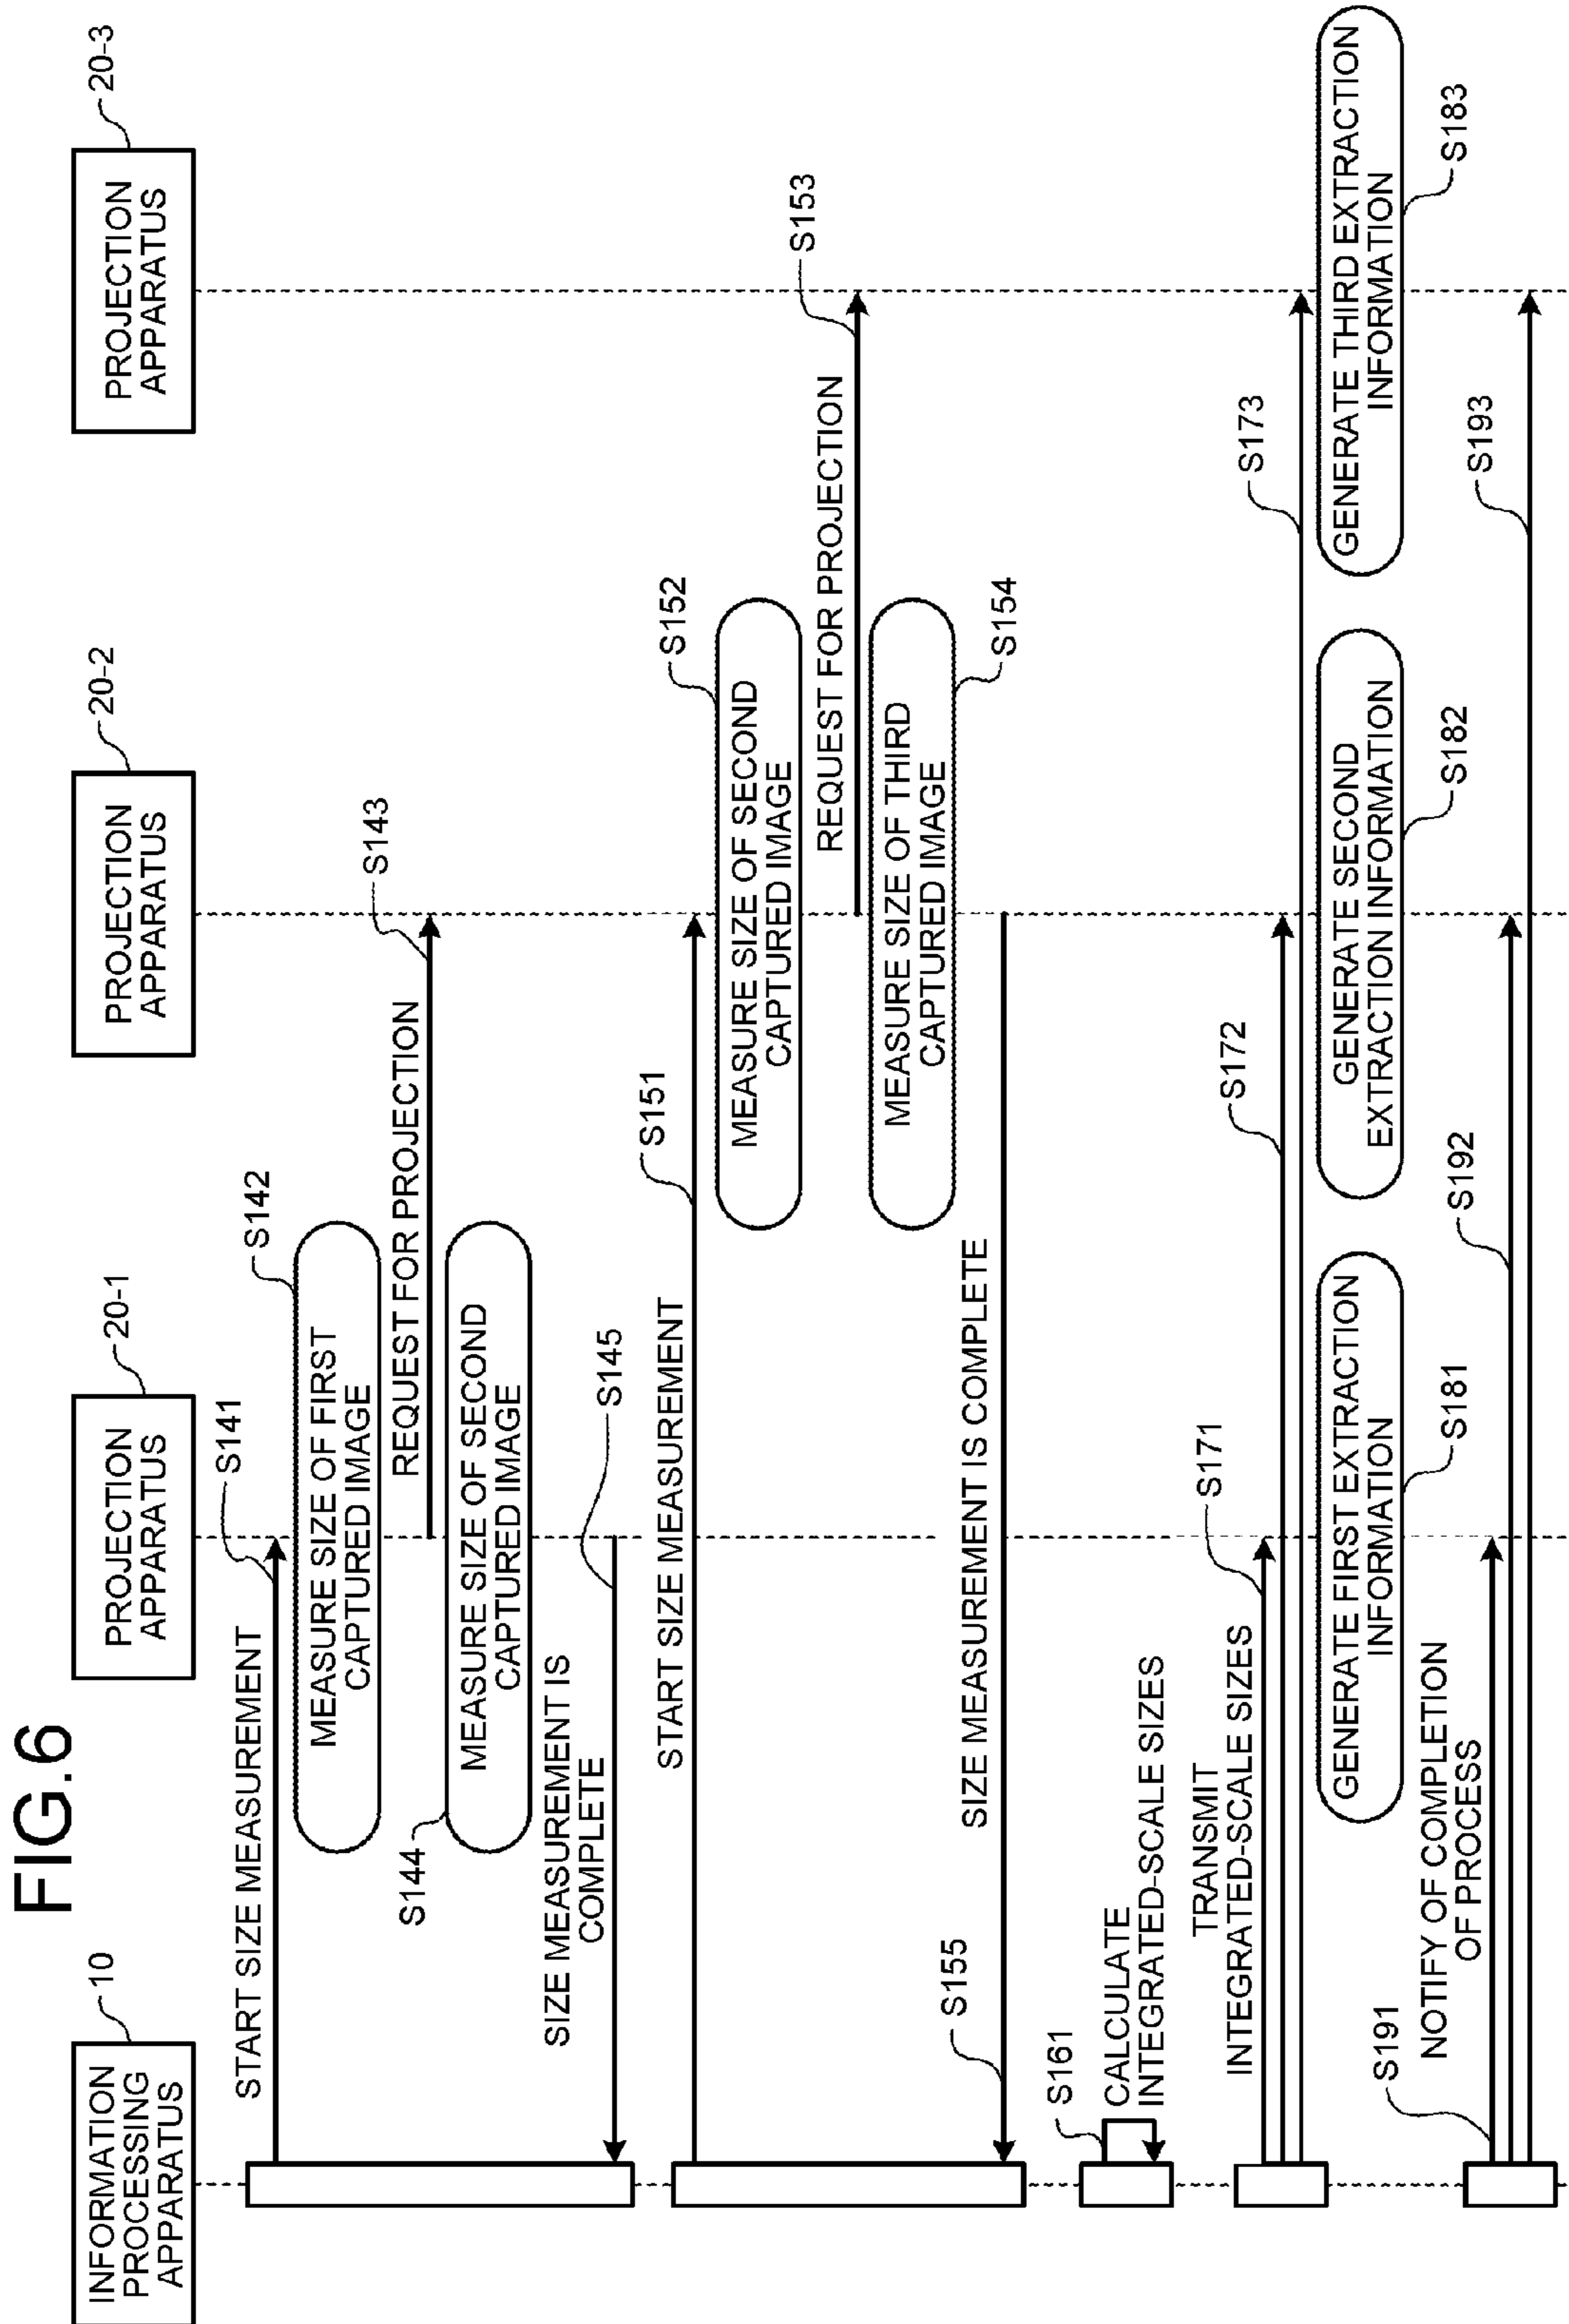 FIG.6
INFORMATION
PROCESSING
APPARATUS
10
PROJECTION
APPARATUS
20-1
PROJECTION
APPARATUS
20-2
PROJECTION
APPARATUS
20-3
START SIZE MEASUREMENT
S141
MEASURE SIZE OF FIRST
CAPTURED IMAGE
S142
REQUEST FOR PROJECTION
S143
S144
MEASURE SIZE OF SECOND
CAPTURED IMAGE
SIZE MEASUREMENT IS
COMPLETE
S145
START SIZE MEASUREMENT
S151
MEASURE SIZE OF SECOND
CAPTURED IMAGE
S152
REQUEST FOR PROJECTION
S153
MEASURE SIZE OF THIRD
CAPTURED IMAGE
S154
SIZE MEASUREMENT IS COMPLETE
S155
S161
CALCULATE
INTEGRATED-SCALE SIZES
TRANSMIT
INTEGRATED-SCALE SIZES
S171
S172
S173
GENERATE FIRST EXTRACTION
INFORMATION
S181
GENERATE SECOND
EXTRACTION INFORMATION
S182
GENERATE THIRD EXTRACTION
INFORMATION
S183
S191
NOTIFY OF COMPLETION
OF PROCESS
S192
S193